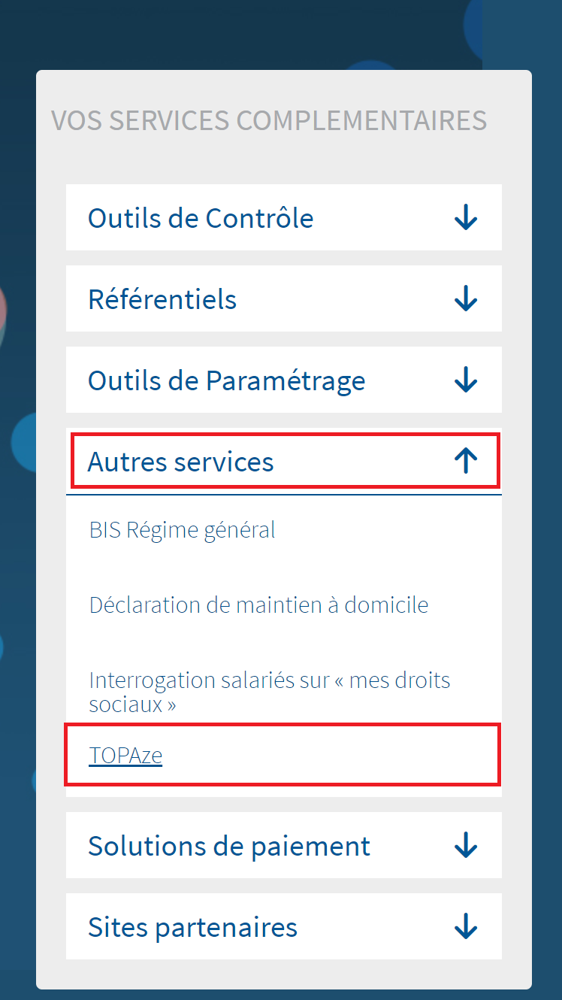 VOS SERVICES COMPLEMENTAIRES
Outils de Contrôle
Référentiels
Outils de Paramétrage
Autres services
BIS Régime général
Déclaration de maintien à domicile
Interrogation salariés sur « mes droits
sociaux »
TOPAze
Solutions de paiement
Sites partenaires